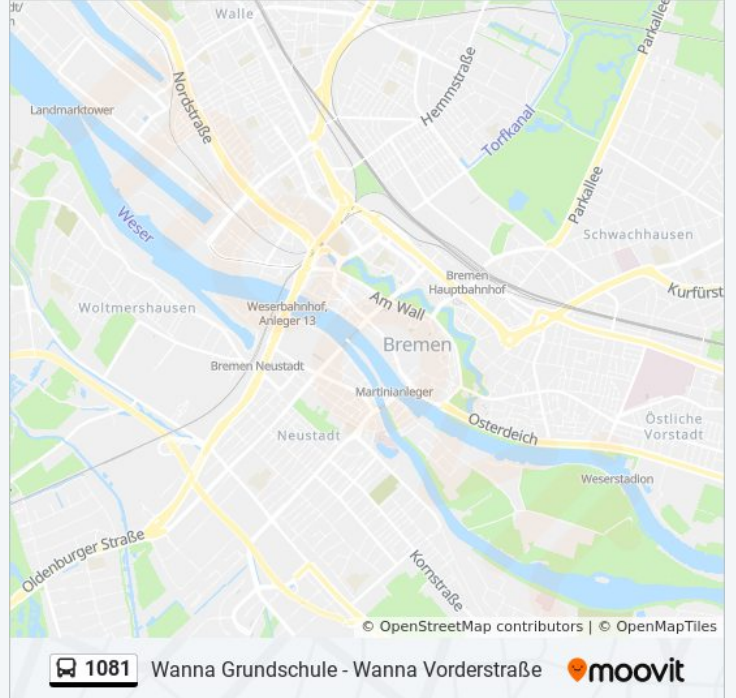 dt/
Walle
Parkallee
Nordstraße
Hemmstraße
Landmarktower
Torfkanal
Parkallee
Weser
Schwachhausen
Bremen
Hauptbahnhof
Kurfürst
Woltmershausen
Weserbahnhof,
Anleger 13
Am Wall
Bremen
Bremen Neustadt
Martinianleger
Neustadt
Osterdeich
Östliche
Vorstadt
Weserstadion
Oldenburger Straße
Kornstraße
© OpenStreetMap contributors | © OpenMapTiles
1081 Wanna Grundschule - Wanna Vorderstraße moovit